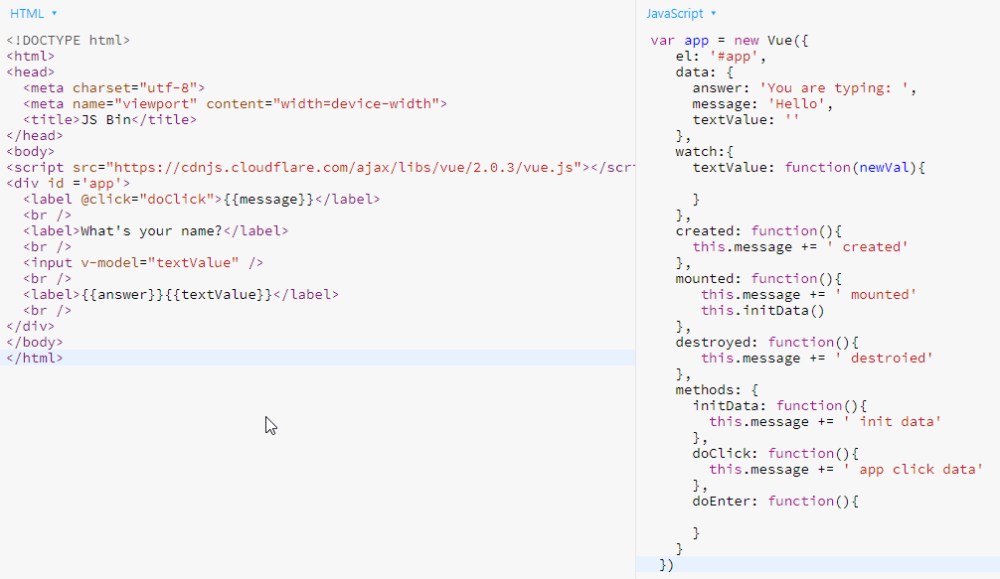 HTML
<!DOCTYPE html>
<html>
<head>
  <meta charset="utf-8">
  <meta name="viewport" content="width=device-width">
  <title>JS Bin</title>
</head>
<body>
<script src="https://cdnjs.cloudflare.com/ajax/libs/vue/2.0.3/vue.js"></scr
<div id ='app'>
  <label @click="doClick">{{message}}</label>
  <br />
  <label>What's your name?</label>
  <br />
  <input v-model="textValue" />
  <br />
  <label>{{answer}}{{textValue}}</label>
  <br />
</div>
</body>
</html>
JavaScript
var app = new Vue({
   el: '#app',
   data: {
     answer: 'You are typing: ',
     message: 'Hello',
     textValue: ''
   },
   watch:{
     textValue: function(newVal){
     }
   },
   created: function(){
     this.message += ' created'
   },
   mounted: function(){
      this.message += ' mounted'
      this.initData()
   },
   destroyed: function(){
      this.message += ' destroied'
   },
   methods: {
     initData: function(){
       this.message += ' init data'
     },
     doClick: function(){
       this.message += ' app click data'
     },
     doEnter: function(){
     }
   }
 })